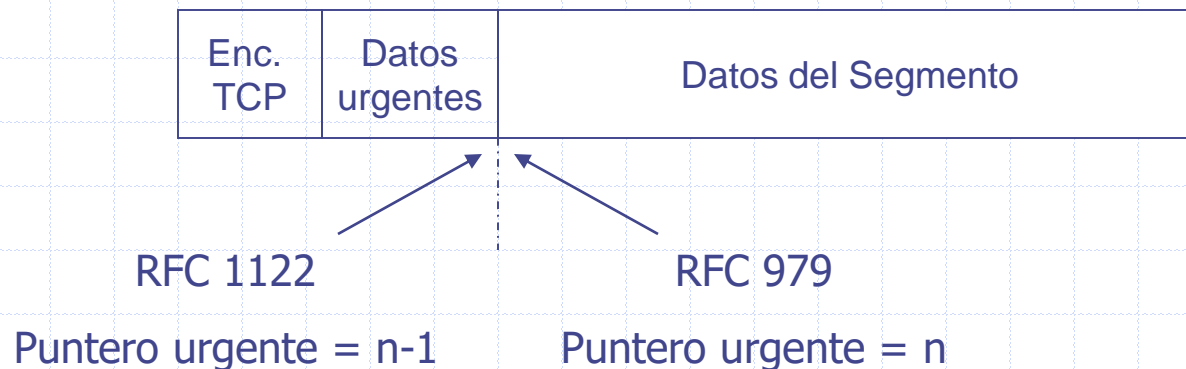 Enc.
TCP
Datos
urgentes
Datos del Segmento
RFC 1122
RFC 979
Puntero urgente = n-1
Puntero urgente = n